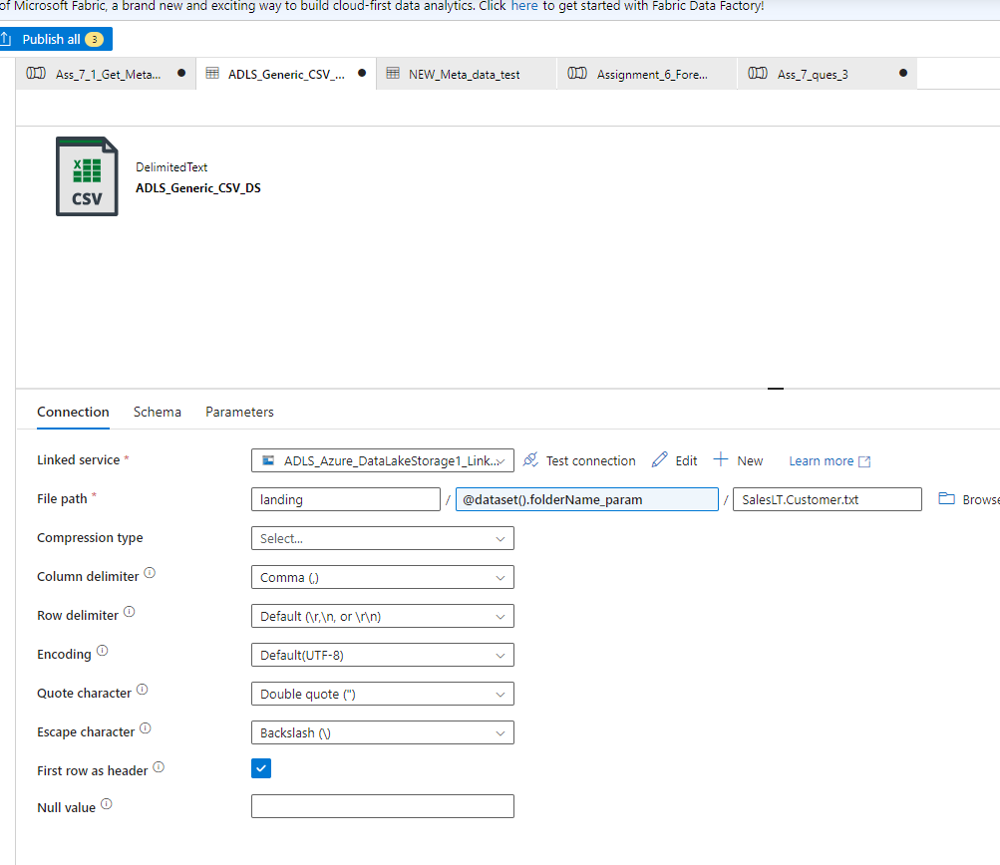 of Microsoft Fabric, a brand new and exciting way to build cloud-first data analytics. Click here to get started with Fabric Data Factory!
Publish all 3
Ass_7_1_Get_Meta... ADLS_Generic_CSV_... NEW_Meta_data_test Assignment_6_Fore... Ass_7_ques_3
X
CSV
DelimitedText
ADLS_Generic_CSV_DS
Connection Schema Parameters
Linked service * ADLS_Azure_DataLakeStorage1_Link... Test connection Edit New Learn more
File path * landing / @dataset().folderName_param / SalesLT.Customer.txt Browse
Compression type Select...
Column delimiter Comma (,)
Row delimiter Default (\r,\n, or \r\n)
Encoding Default(UTF-8)
Quote character Double quote (")
Escape character Backslash (\)
First row as header
Null value